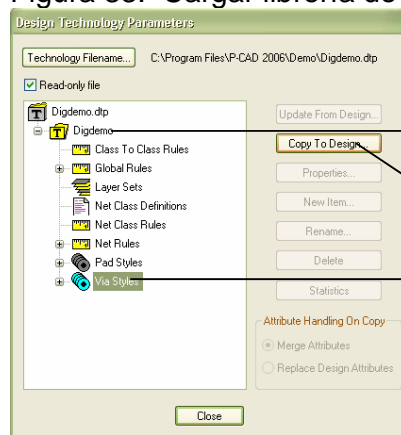 Figura 33. Cargar librería de
Design Technology Parameters
Technology Filename... C:\Program Files\P-CAD 2006\Demo\Digdemo.dtp
Read-only file
Digdemo.dtp
Digdemo
Class To Class Rules
Global Rules
Layer Sets
Net Class Definitions
Net Class Rules
Net Rules
Pad Styles
Via Styles
Update From Design...
Copy To Design...
Properties...
New Item...
Rename...
Delete
Statistics
Attribute Handling On Copy
Merge Attributes
Replace Design Attributes
Close